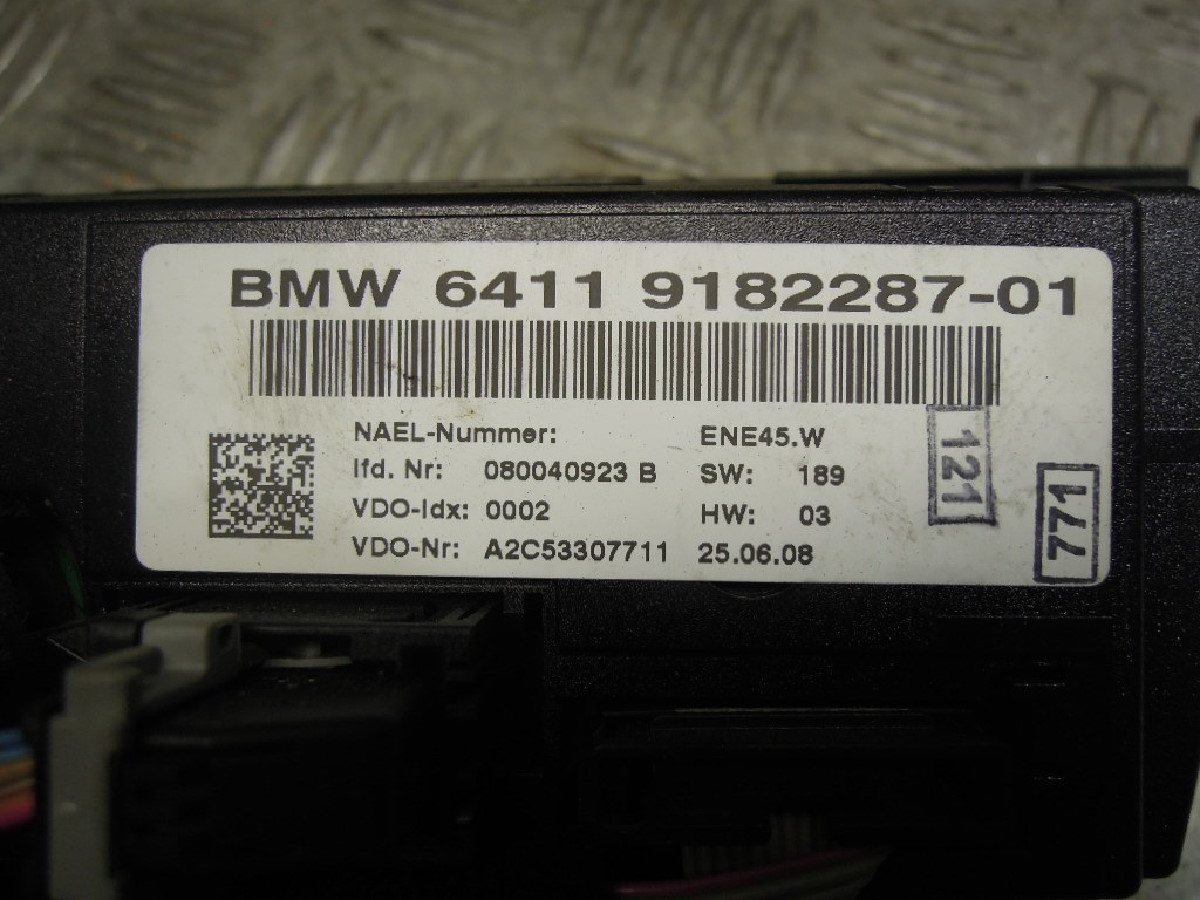 BMW 6411 9182287-01
NAEL-Nummer: ENE45.W
lfd. Nr: 080040923 B SW: 189
VDO-Idx: 0002 HW: 03
VDO-Nr: A2C53307711 25.06.08
121
771